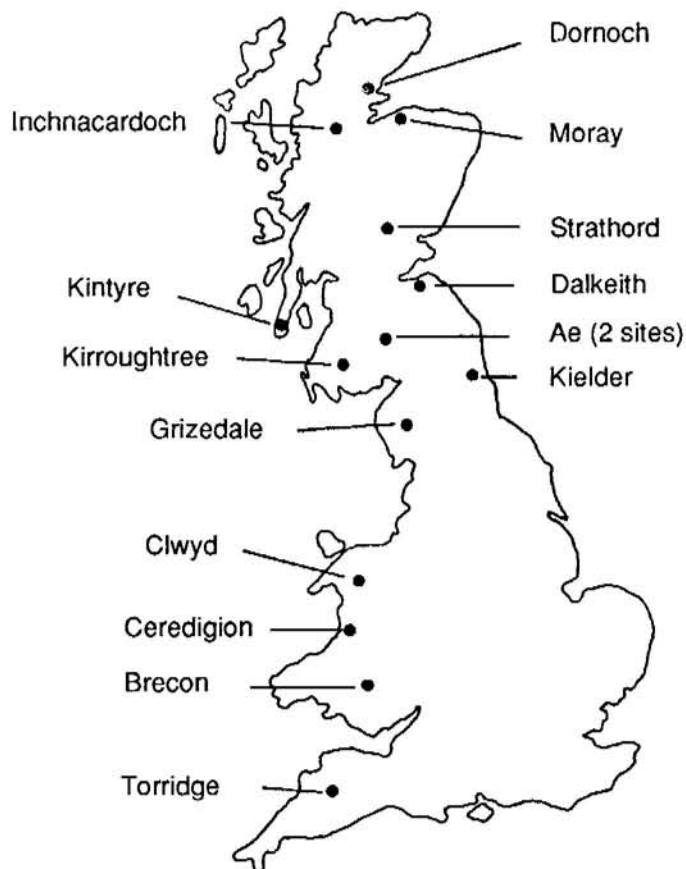 Dornoch
Inchnacardoch
Moray
Strathord
Kintyre
Dalkeith
Ae (2 sites)
Kirroughtree
Kielder
Grizedale
Clwyd
Ceredigion
Brecon
Torridge